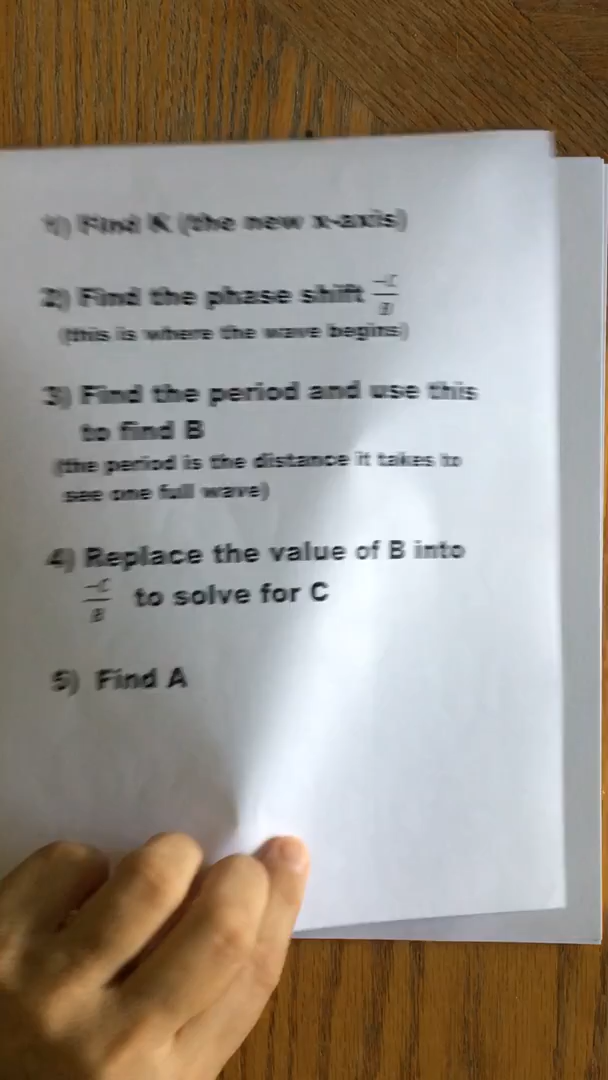 1) Find K (the new x-axis)
2) Find the phase shift -C/B
(this is where the wave begins)
3) Find the period and use this
to find B
(the period is the distance it takes to
see one full wave)
4) Replace the value of B into
-C/B to solve for C
5) Find A